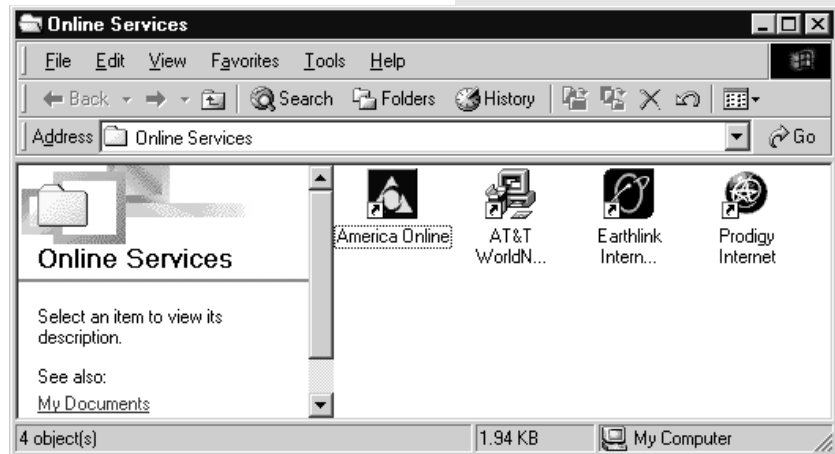 Online Services
File Edit View Favorites Tools Help
Back Search Folders History
Address Online Services Go
America Online
AT&T
WorldN...
Earthlink
Intern...
Prodigy
Internet
Online Services
Select an item to view its
description.
See also:
My Documents
4 object(s) 1.94 KB My Computer